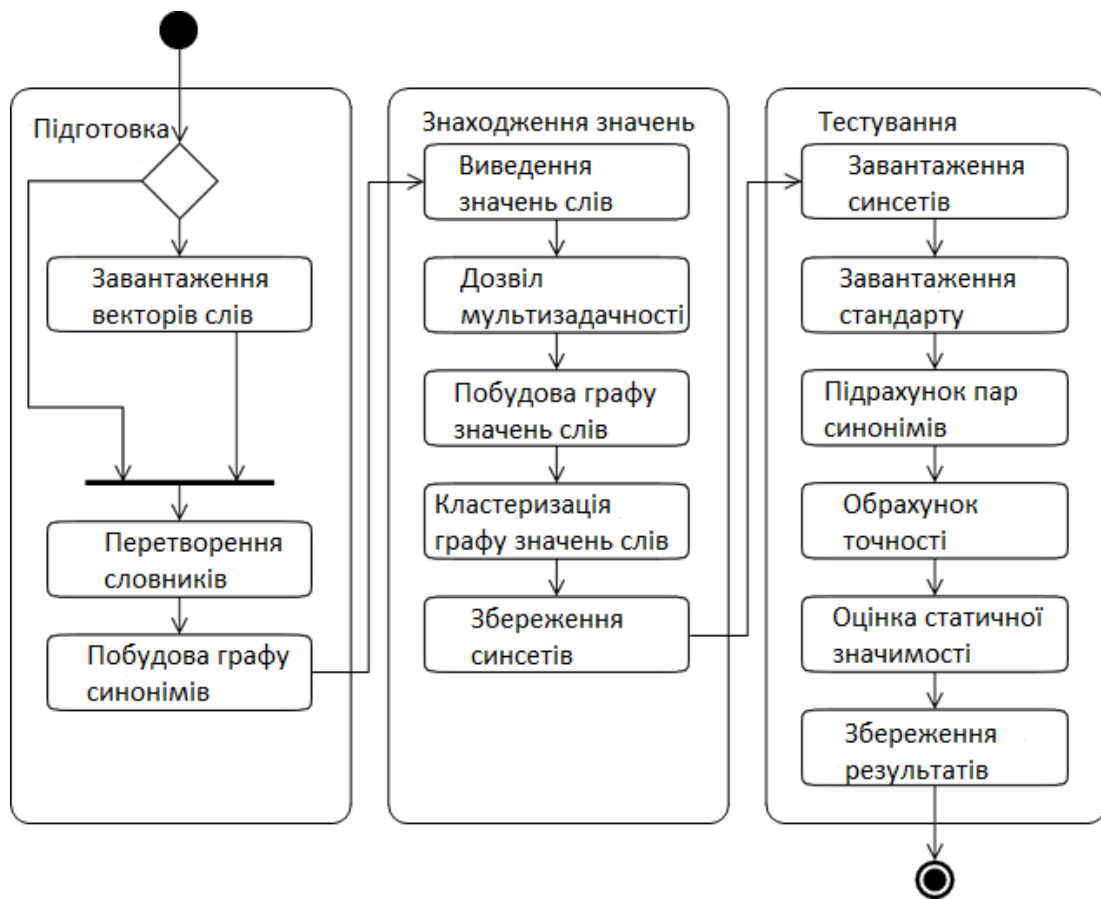 Підготовка
Завантаження
векторів слів
Перетворення
словників
Побудова графу
синонімів
Знаходження значень
Виведення
значень слів
Дозвіл
мультизадачності
Побудова графу
значень слів
Кластеризація
графу значень слів
Збереження
синсетів
Тестування
Завантаження
синсетів
Завантаження
стандарту
Підрахунок пар
синонімів
Обрахунок
точності
Оцінка статичної
значимості
Збереження
результатів